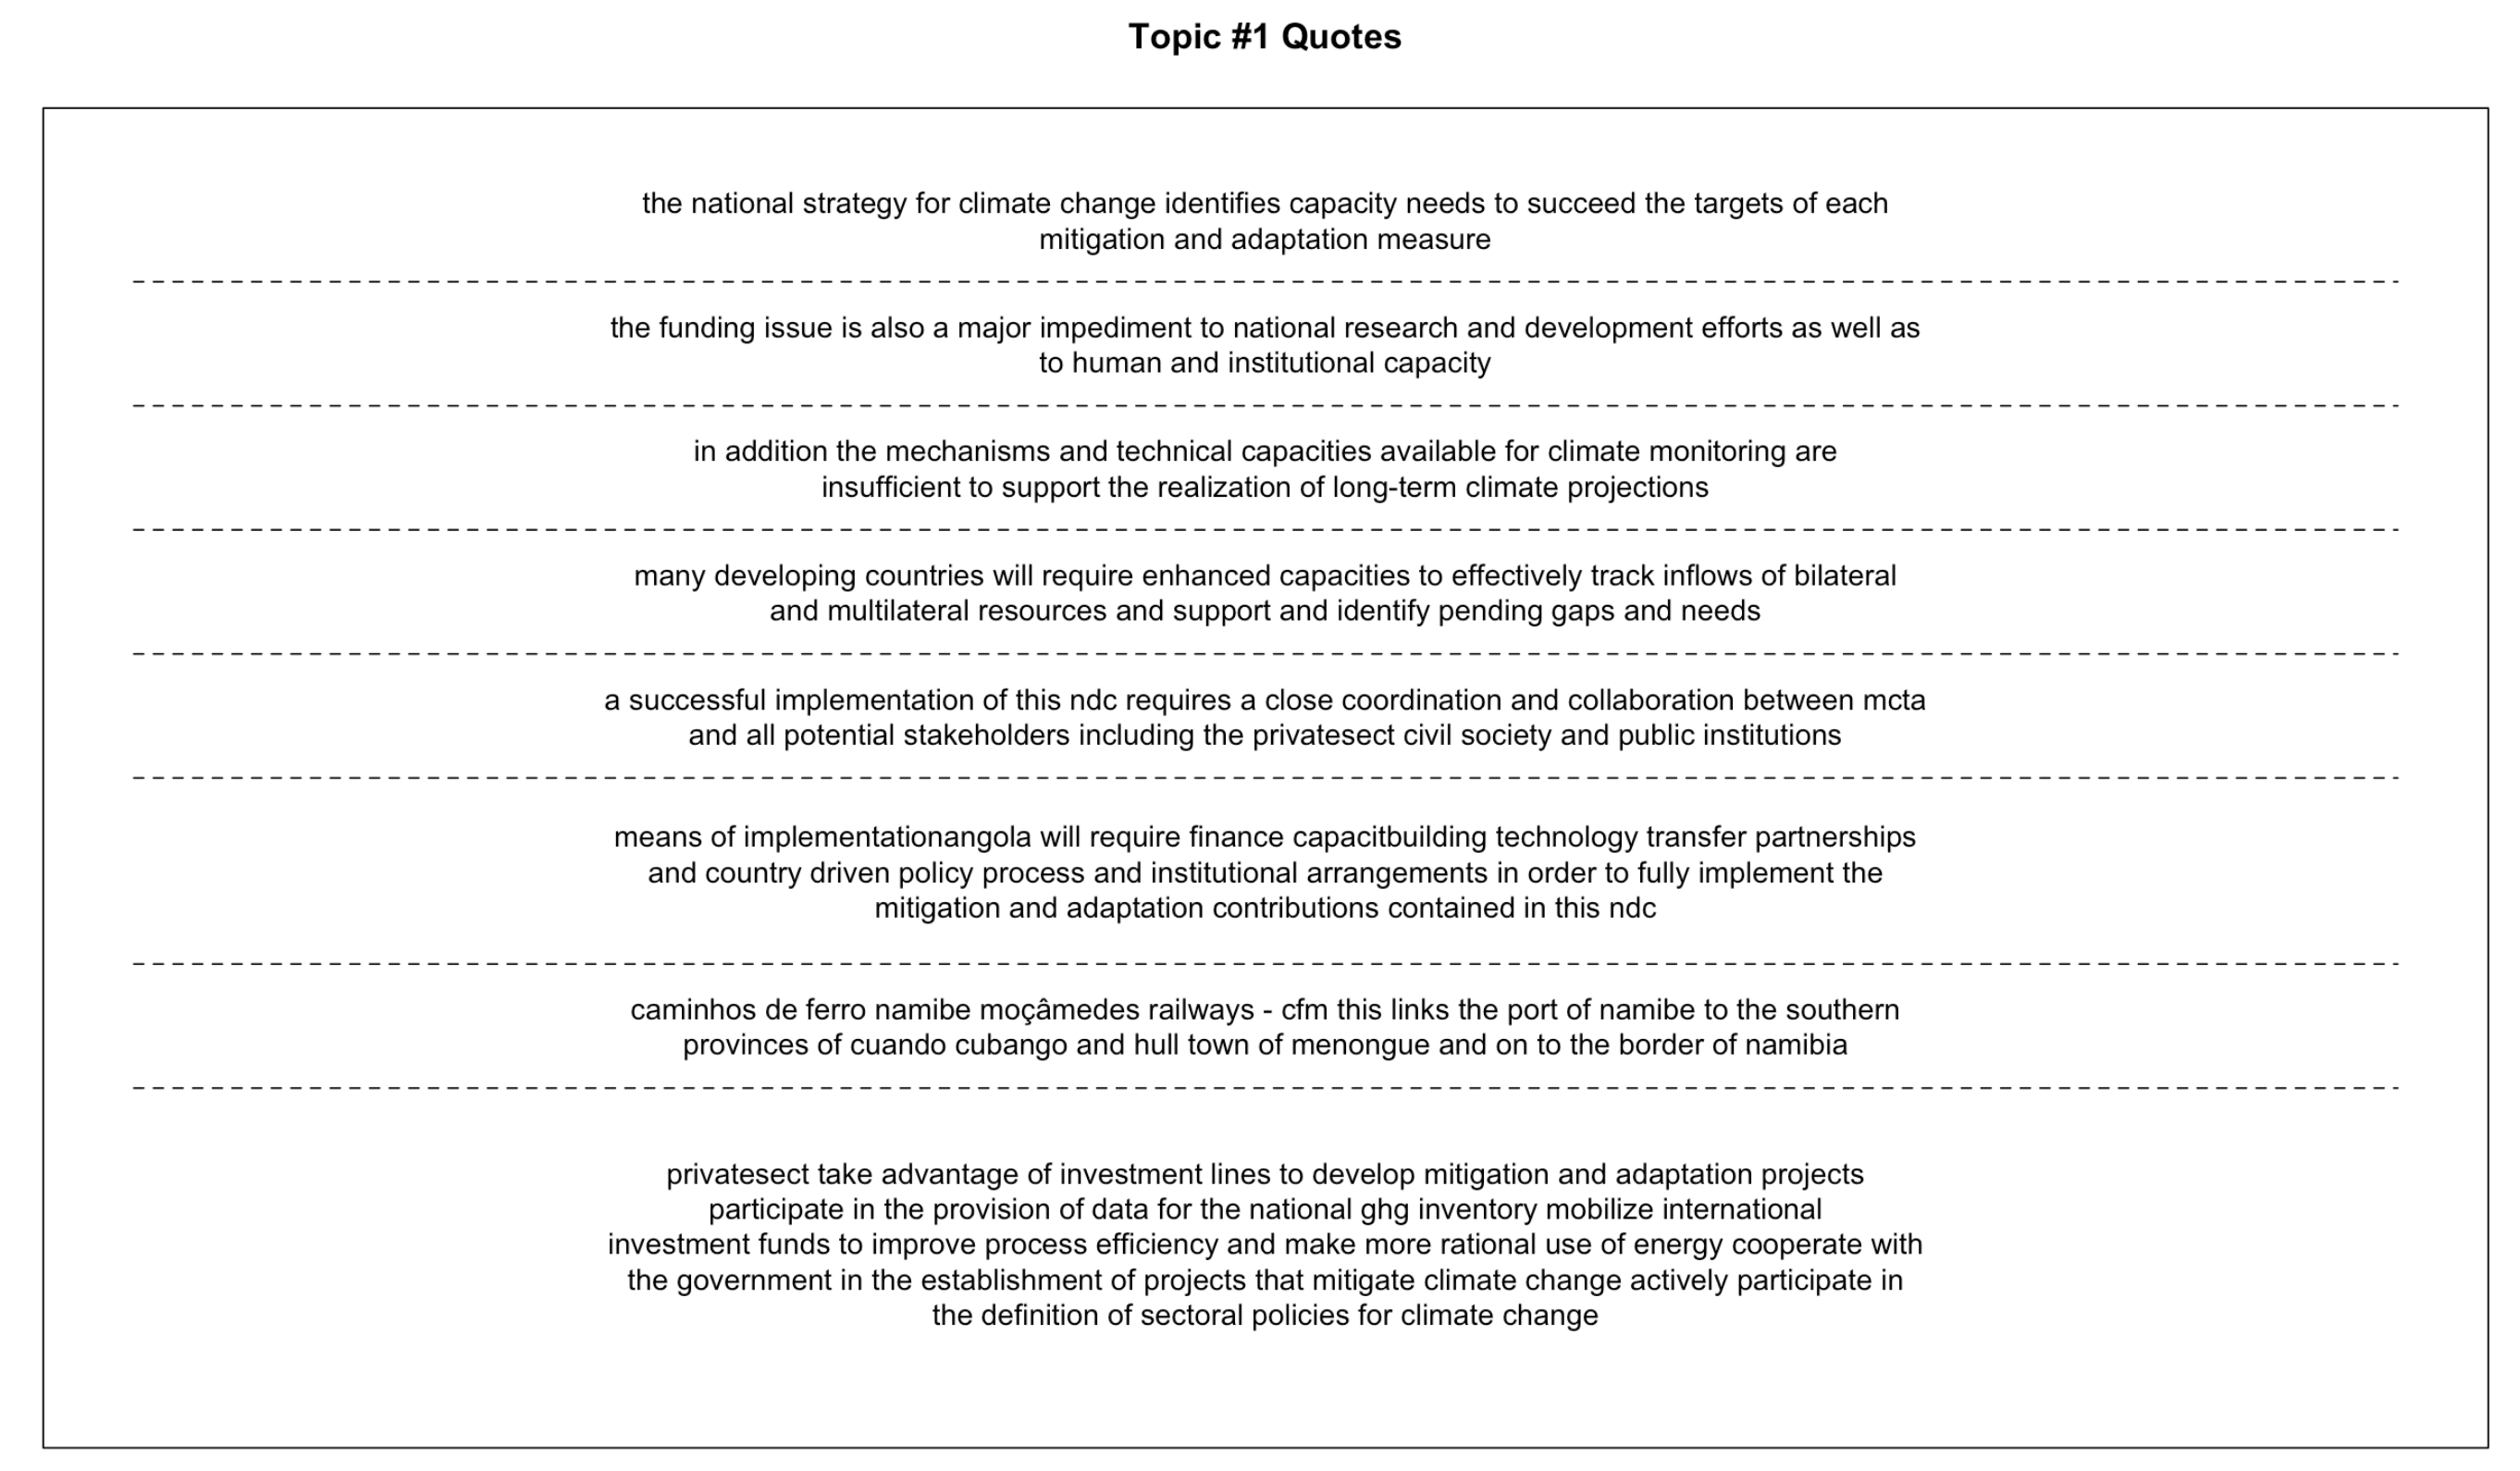 Topic #1 Quotes
the national strategy for climate change identifies capacity needs to succeed the targets of each
mitigation and adaptation measure
the funding issue is also a major impediment to national research and development efforts as well as
to human and institutional capacity
in addition the mechanisms and technical capacities available for climate monitoring are
insufficient to support the realization of long-term climate projections
many developing countries will require enhanced capacities to effectively track inflows of bilateral
and multilateral resources and support and identify pending gaps and needs
a successful implementation of this ndc requires a close coordination and collaboration between mcta
and all potential stakeholders including the privatesect civil society and public institutions
means of implementationangola will require finance capacitbuilding technology transfer partnerships
and country driven policy process and institutional arrangements in order to fully implement the
mitigation and adaptation contributions contained in this ndc
caminhos de ferro namibe moçâmedes railways - cfm this links the port of namibe to the southern
provinces of cuando cubango and hull town of menongue and on to the border of namibia
privatesect take advantage of investment lines to develop mitigation and adaptation projects
participate in the provision of data for the national ghg inventory mobilize international
investment funds to improve process efficiency and make more rational use of energy cooperate with
the government in the establishment of projects that mitigate climate change actively participate in
the definition of sectoral policies for climate change